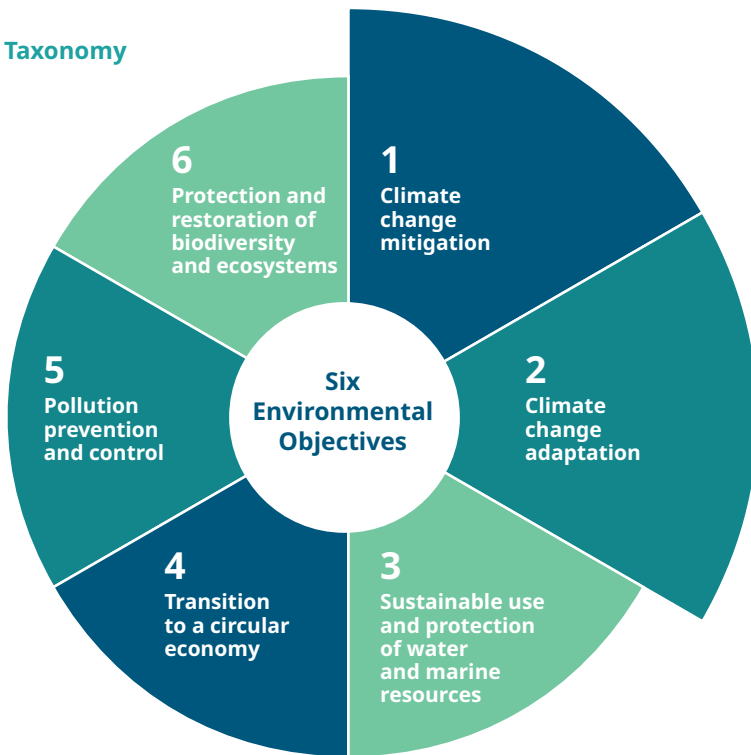 Taxonomy
6
Protection and
restoration of
biodiversity
and ecosystems
1
Climate
change
mitigation
5
Pollution
prevention
and control
Six
Environmental
Objectives
2
Climate
change
adaptation
4
Transition
to a circular
economy
3
Sustainable use
and protection
of water
and marine
resources